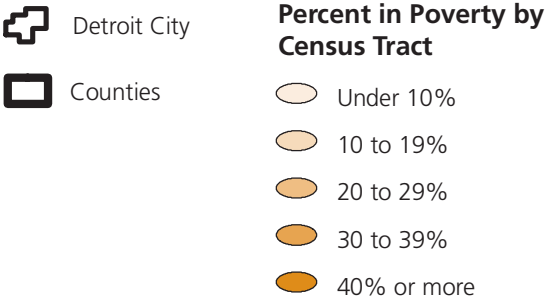 Detroit City
Counties
Percent in Poverty by
Census Tract
Under 10%
10 to 19%
20 to 29%
30 to 39%
40% or more